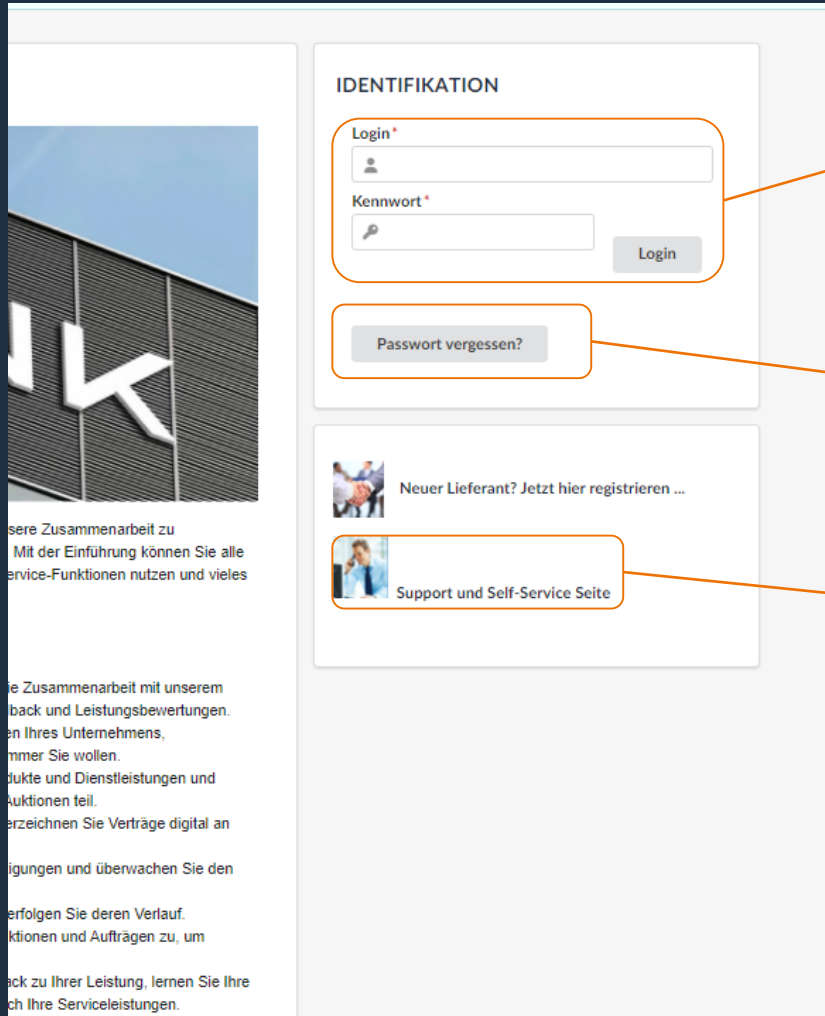 IDENTIFIKATION
Login*
Kennwort*
Login
Passwort vergessen?
Neuer Lieferant? Jetzt hier registrieren ...
Support und Self-Service Seite
NK
sere Zusammenarbeit zu
Mit der Einführung können Sie alle
ervice-Funktionen nutzen und vieles
ie Zusammenarbeit mit unserem
lback und Leistungsbewertungen.
en Ihres Unternehmens,
mmer Sie wollen.
dukte und Dienstleistungen und
Auktionen teil.
erzeichnen Sie Verträge digital an
igungen und überwachen Sie den
erfolgen Sie deren Verlauf.
ktionen und Aufträgen zu, um
ack zu Ihrer Leistung, lernen Sie Ihre
ch Ihre Serviceleistungen.